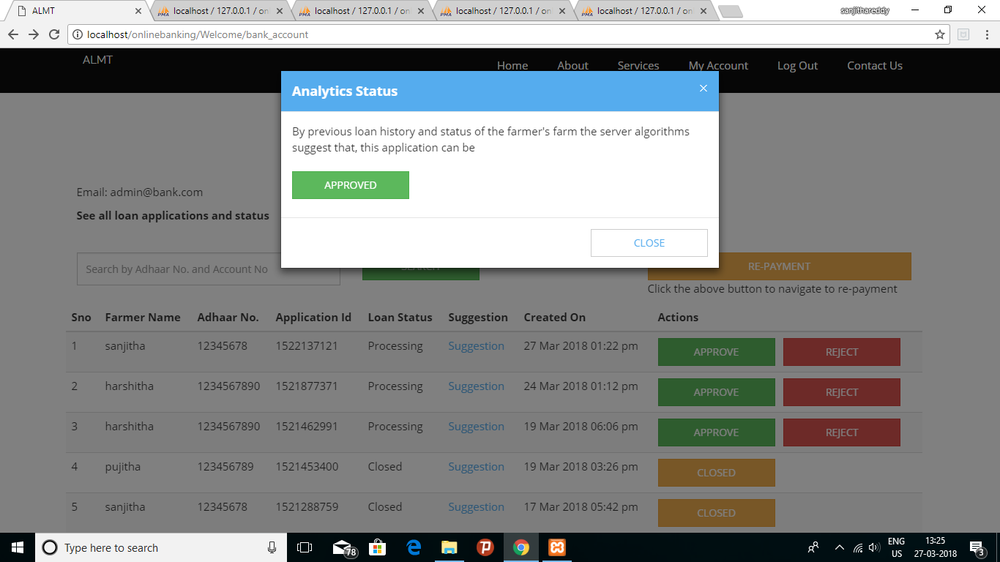 ALMT
localhost / 127.0.0.1 / onl
localhost / 127.0.0.1 / onl
localhost / 127.0.0.1 / on
localhost / 127.0.0.1 / onl
sanjithareddy
localhost/onlinebanking/Welcome/bank_account
ALMT
Home About Services My Account Log Out Contact Us
Analytics Status
By previous loan history and status of the farmer's farm the server algorithms
suggest that, this application can be
APPROVED
CLOSE
Email: admin@bank.com
See all loan applications and status
Search by Adhaar No. and Account No
SEARCH
RE-PAYMENT
Click the above button to navigate to re-payment
Sno Farmer Name Adhaar No. Application Id Loan Status Suggestion Created On Actions
1 sanjitha 12345678 1522137121 Processing Suggestion 27 Mar 2018 01:22 pm APPROVE REJECT
2 harshitha 1234567890 1521877371 Processing Suggestion 24 Mar 2018 01:12 pm APPROVE REJECT
3 harshitha 1234567890 1521462991 Processing Suggestion 19 Mar 2018 06:06 pm APPROVE REJECT
4 pujitha 123456789 1521453400 Closed Suggestion 19 Mar 2018 03:26 pm CLOSED
5 sanjitha 12345678 1521288759 Closed Suggestion 17 Mar 2018 05:42 pm CLOSED
Type here to search
78
ENG
US
13:25
27-03-2018
3